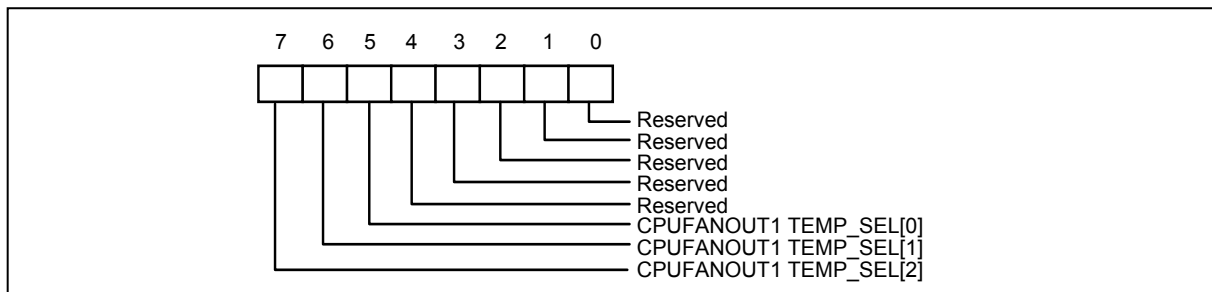 7 6 5 4 3 2 1 0
Reserved
Reserved
Reserved
Reserved
Reserved
CPUFANOUT1 TEMP_SEL[0]
CPUFANOUT1 TEMP_SEL[1]
CPUFANOUT1 TEMP_SEL[2]